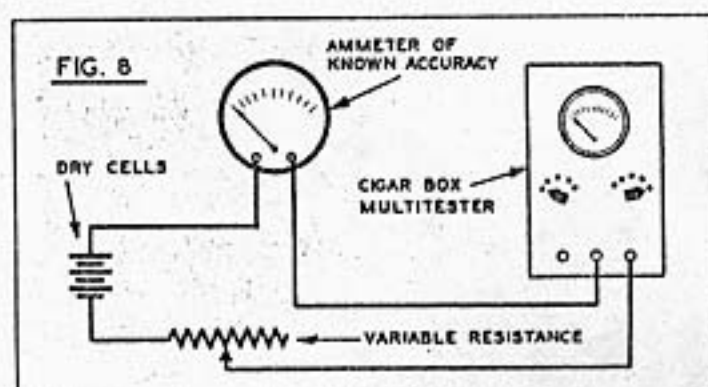 FIG. 8
AMMETER OF
KNOWN ACCURACY
DRY CELLS
CIGAR BOX
MULTITESTER
VARIABLE RESISTANCE